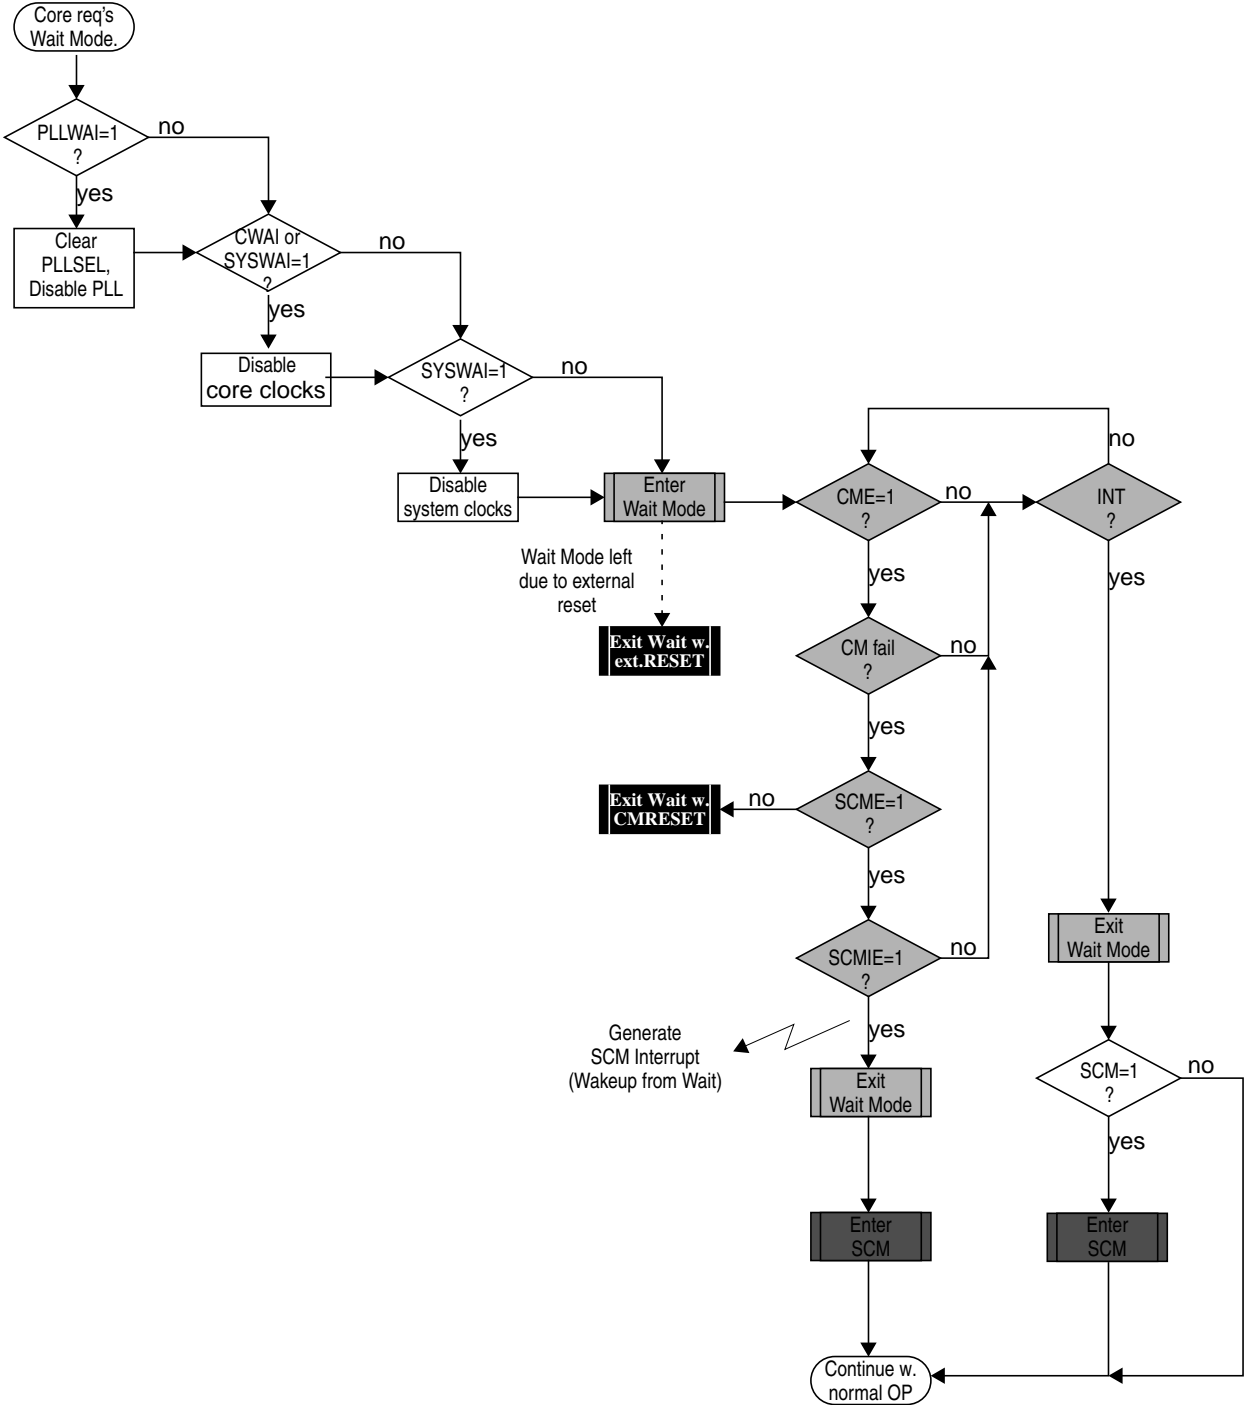 Core req's
Wait Mode.
PLLWAI=1
?
no
yes
Clear
PLLSEL,
Disable PLL
CWAI or
SYSWAI=1
?
no
yes
Disable
core clocks
SYSWAI=1
?
no
yes
Disable
system clocks
Enter
Wait Mode
Wait Mode left
due to external
reset
Exit Wait w.
ext.RESET
CME=1
?
no
yes
INT
?
no
yes
CM fail
?
no
yes
SCME=1
?
no
yes
Exit Wait w.
CMRESET
SCMIE=1
?
no
yes
Generate
SCM Interrupt
(Wakeup from Wait)
Exit
Wait Mode
Enter
SCM
Exit
Wait Mode
SCM=1
?
no
yes
Enter
SCM
Continue w.
normal OP